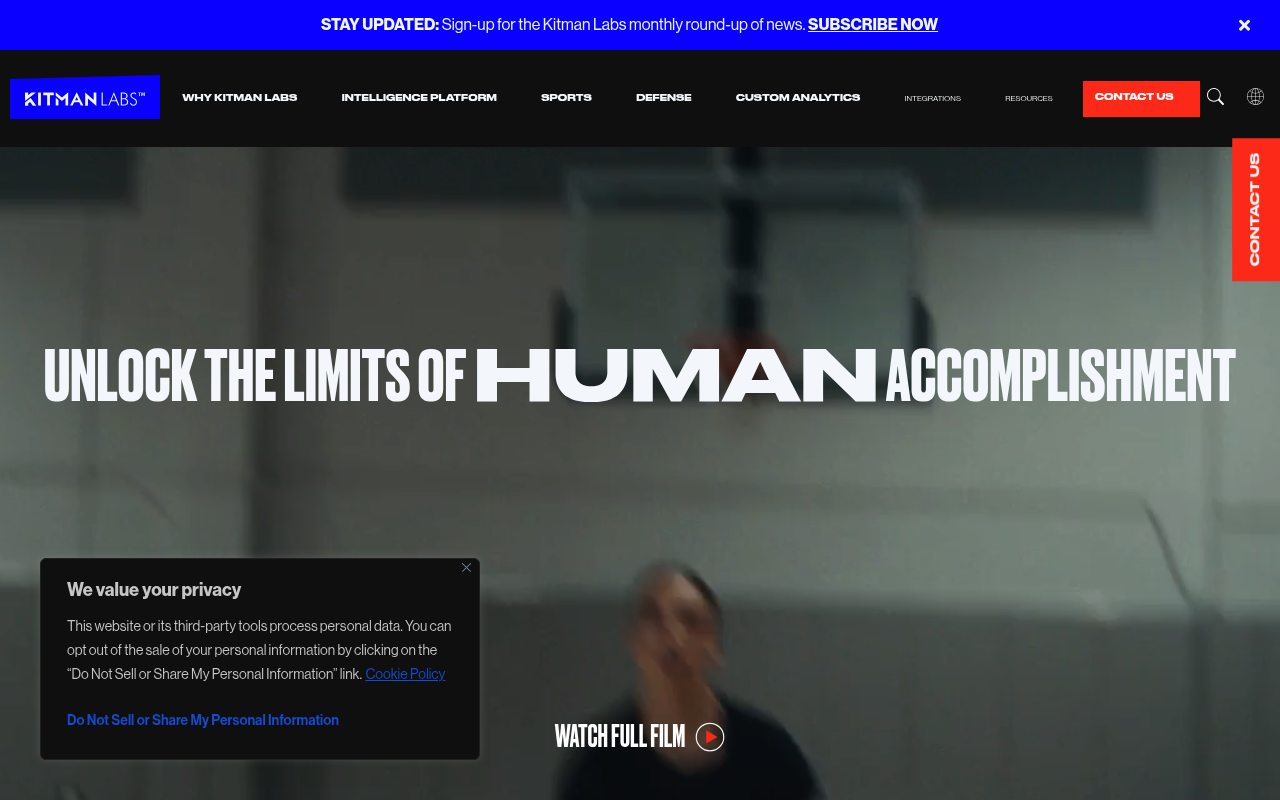 STAY UPDATED: Sign-up for the Kitman Labs monthly round-up of news. SUBSCRIBE NOW
KITMAN LABS™
WHY KITMAN LABS
INTELLIGENCE PLATFORM
SPORTS
DEFENSE
CUSTOM ANALYTICS
INTEGRATIONS
RESOURCES
CONTACT US
CONTACT US
UNLOCK THE LIMITS OF HUMAN ACCOMPLISHMENT
We value your privacy
This website or its third-party tools process personal data. You can
opt out of the sale of your personal information by clicking on the
“Do Not Sell or Share My Personal Information” link. Cookie Policy
Do Not Sell or Share My Personal Information
WATCH FULL FILM